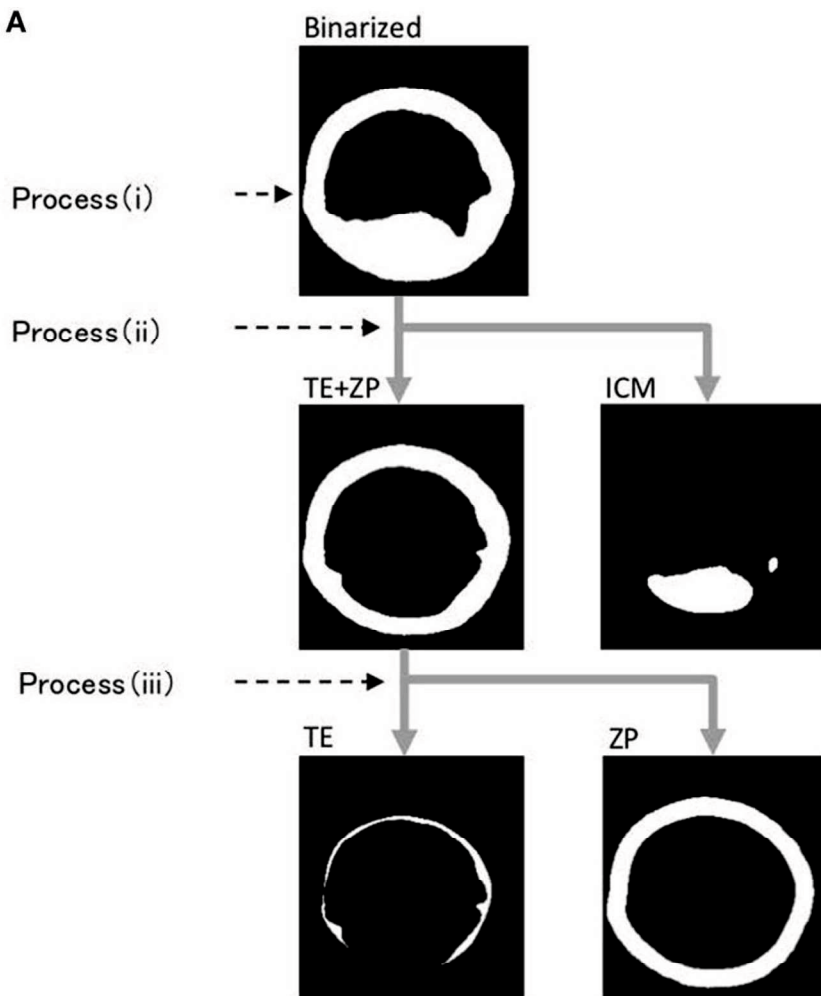 A
Binarized
Process(i)
Process(ii)
TE+ZP
ICM
Process(iii)
TE
ZP